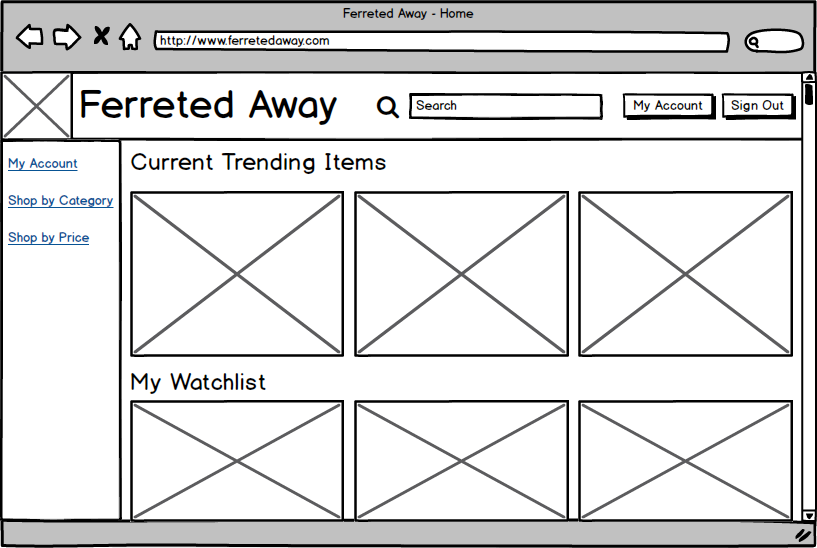 Ferreted Away - Home
http://www.ferretedaway.com
Ferreted Away
Search
My Account
Sign Out
My Account
Shop by Category
Shop by Price
Current Trending Items
My Watchlist